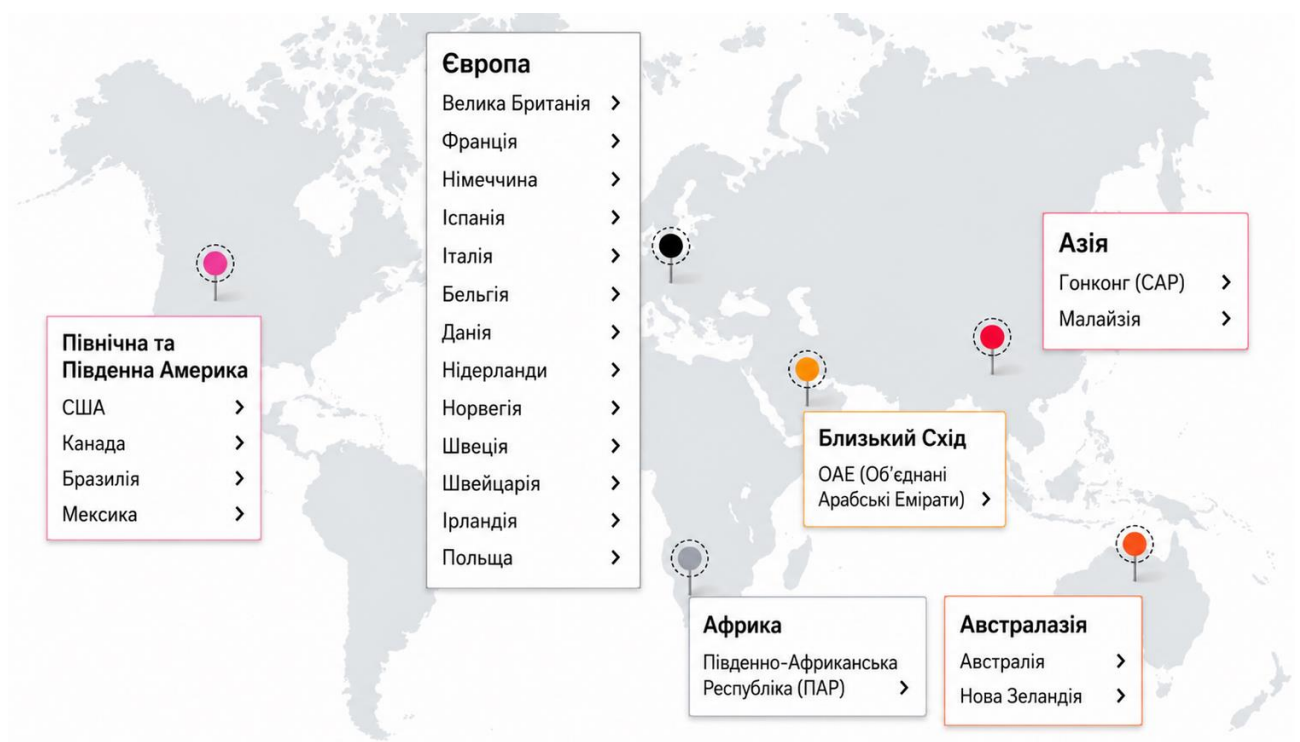 Європа
Велика Британія
Франція
Німеччина
Іспанія
Італія
Бельгія
Данія
Нідерланди
Норвегія
Швеція
Швейцарія
Ірландія
Польща
Північна та
Південна Америка
США
Канада
Бразилія
Мексика
Азія
Гонконг (САР)
Малайзія
Близький Схід
ОАЕ (Об'єднані
Арабські Емірати)
Африка
Південно-Африканська
Республіка (ПАР)
Австралазія
Австралія
Нова Зеландія